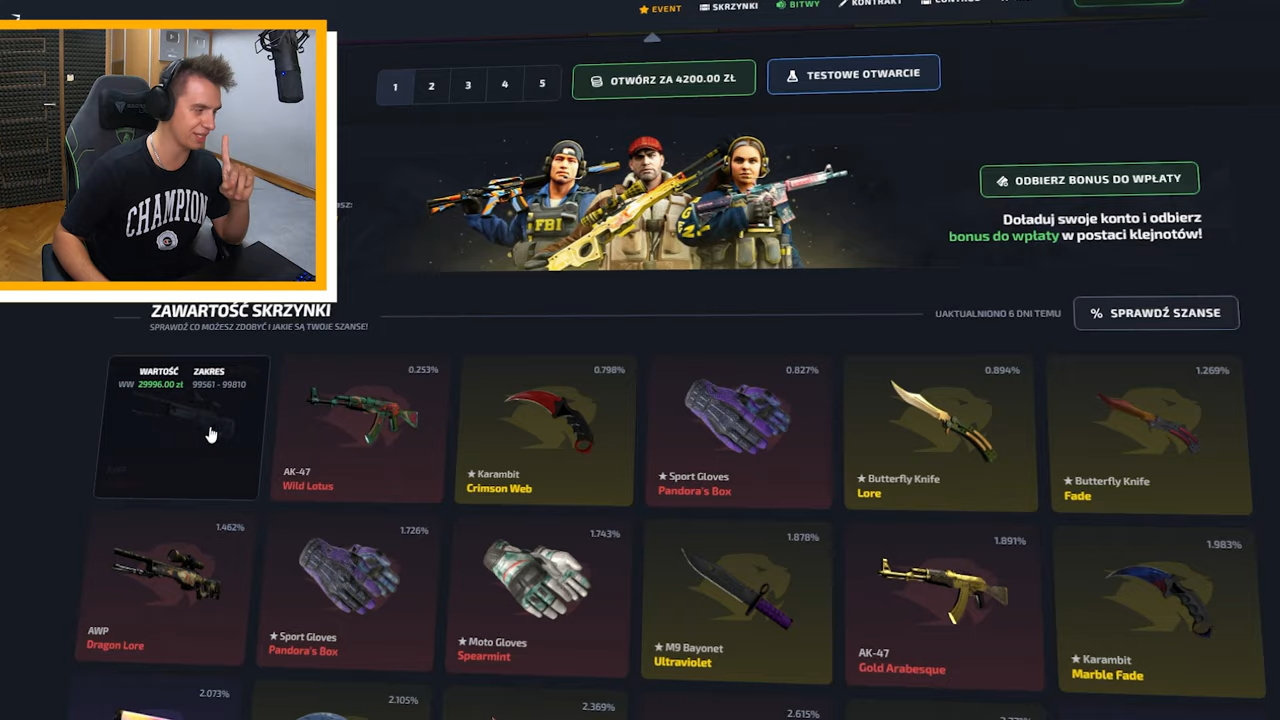 EVENT
SKRZYNKI
BITWY
KONTRAKT
1
2
3
4
5
OTWÓRZ ZA 4200.00 ZŁ
TESTOWE OTWARCIE
CHAMPION
FBI
ODBIERZ BONUS DO WPŁATY
Doładuj swoje konto i odbierz
bonus do wpłaty w postaci klejnotów!
ZAWARTOŚĆ SKRZYNKI
SPRAWDŹ CO MOŻESZ ZDOBYĆ I JAKIE SĄ TWOJE SZANSE!
UAKTUALNIONO 6 DNI TEMU
% SPRAWDŹ SZANSE
WARTOŚĆ ZAKRES
WW 29996.00 zł 99561 - 99810
0.253%
AK-47
Wild Lotus
0.798%
★ Karambit
Crimson Web
0.827%
★ Sport Gloves
Pandora's Box
0.894%
★ Butterfly Knife
Lore
1.269%
★ Butterfly Knife
Fade
1.462%
AWP
Dragon Lore
1.726%
★ Sport Gloves
Pandora's Box
1.743%
★ Moto Gloves
Spearmint
1.878%
★ M9 Bayonet
Ultraviolet
1.891%
AK-47
Gold Arabesque
1.983%
★ Karambit
Marble Fade
2.073%
2.105%
2.369%
2.615%